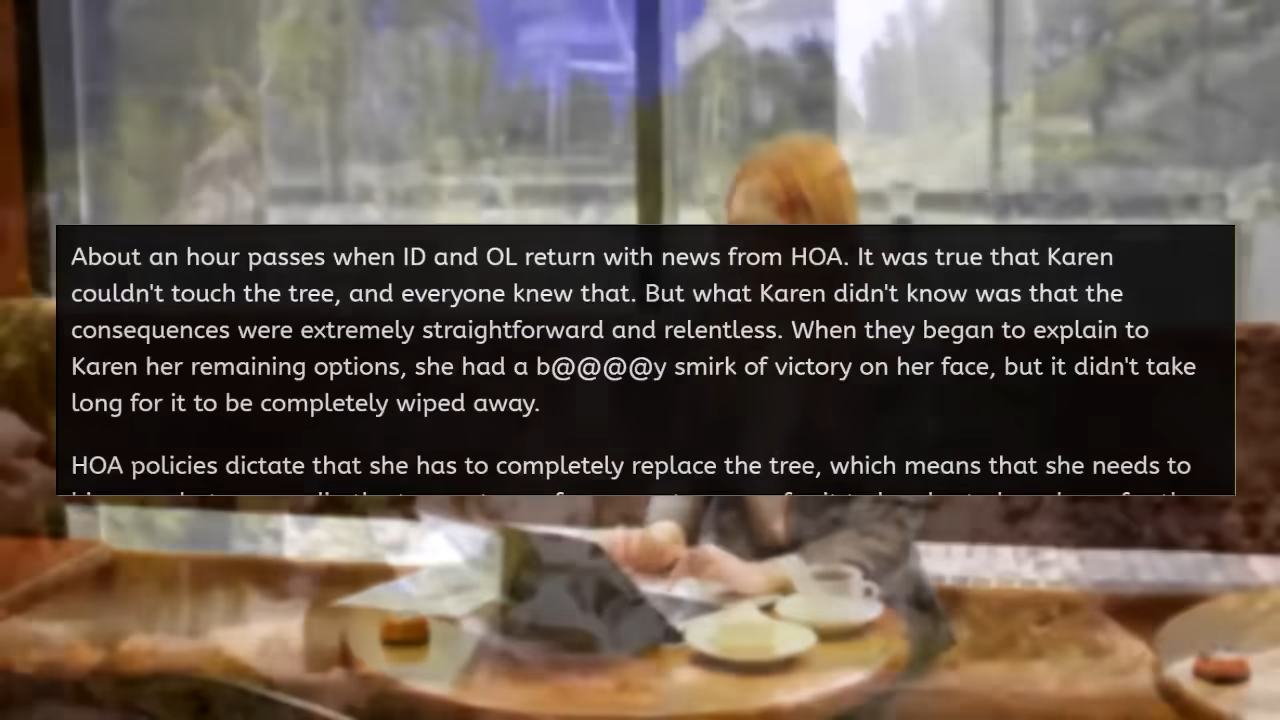 About an hour passes when ID and OL return with news from HOA. It was true that Karen
couldn't touch the tree, and everyone knew that. But what Karen didn't know was that the
consequences were extremely straightforward and relentless. When they began to explain to
Karen her remaining options, she had a b@@@@y smirk of victory on her face, but it didn't take
long for it to be completely wiped away.
HOA policies dictate that she has to completely replace the tree, which means that she needs to